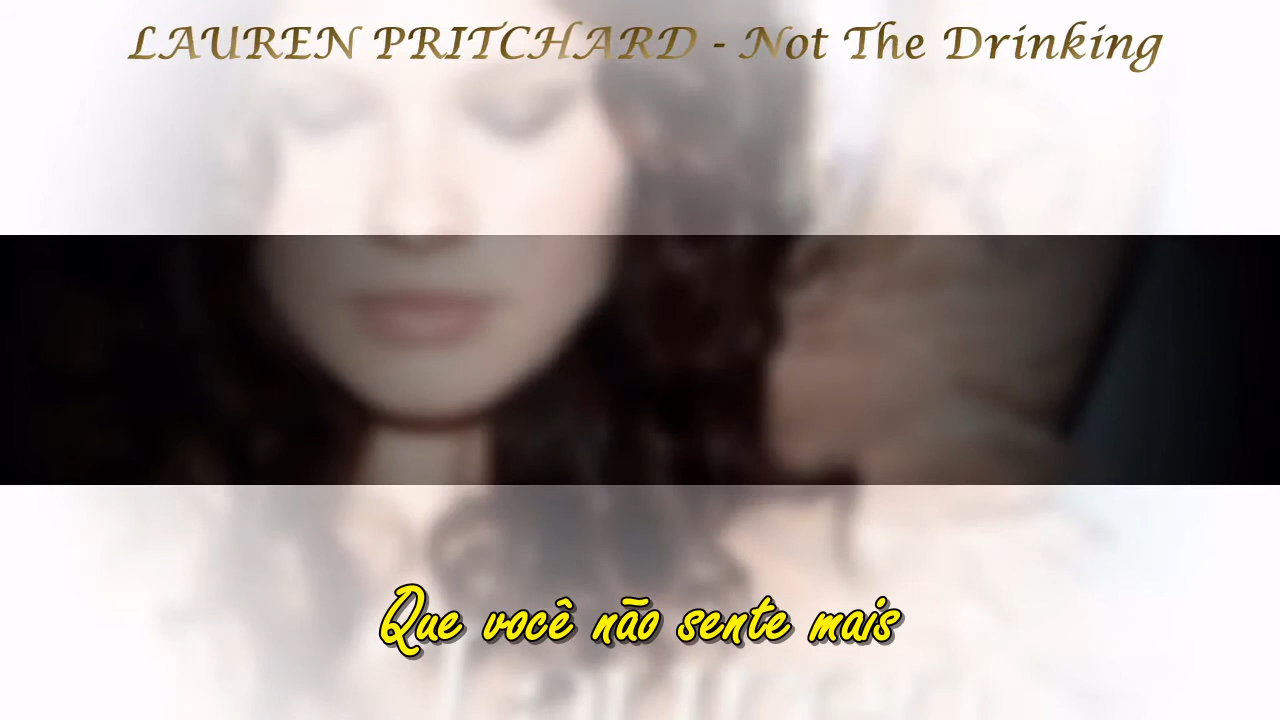 LAUREN PRITCHARD - Not The Drinking
Que você não sente mais